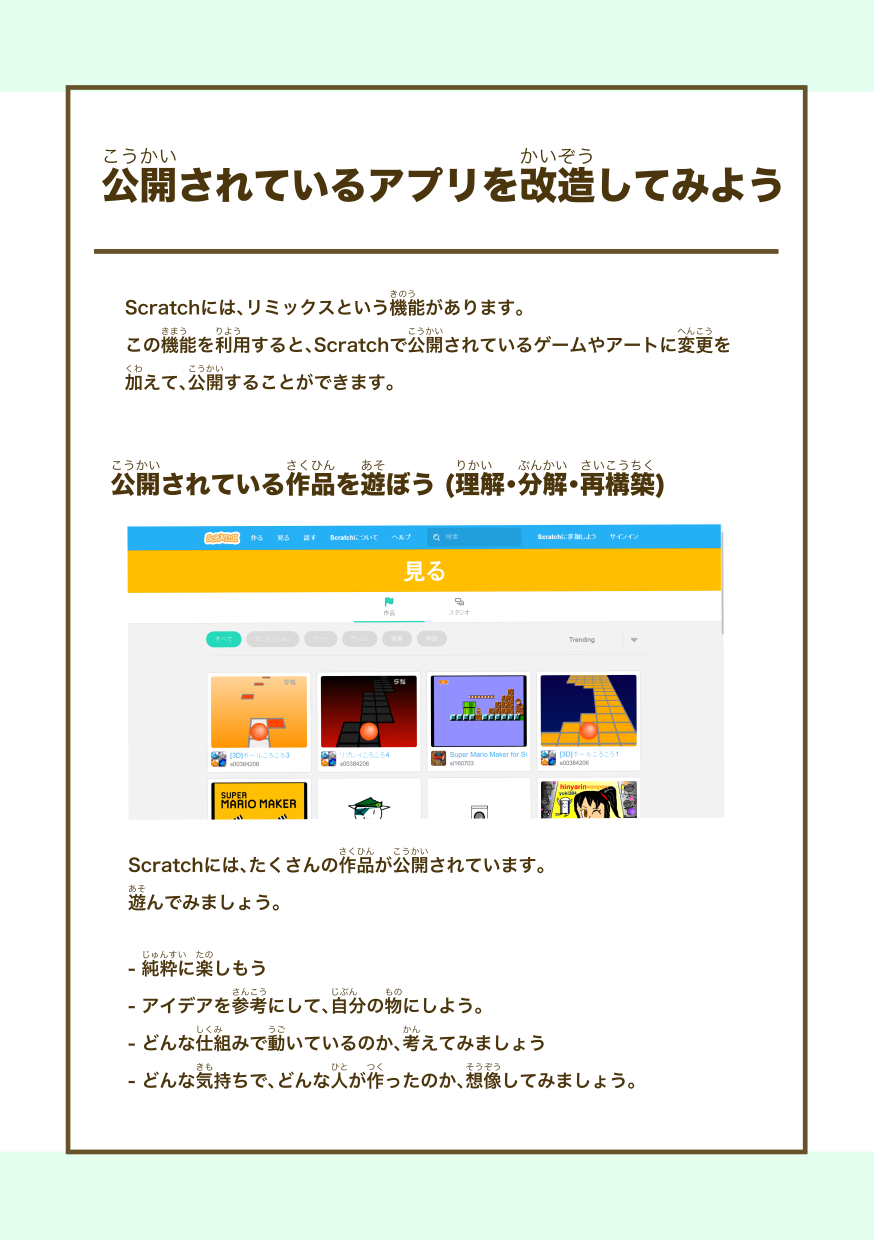 こうかい かいぞう
公開されているアプリを改造してみよう
きのう
Scratchには、リミックスという機能があります。
きまう りよう こうかい へんこう
この機能を利用すると、Scratchで公開されているゲームやアートに変更を
くわ こうかい
加えて、公開することができます。
こうかい さくひん あそ りかい ぶんかい さいこうちく
公開されている作品を遊ぼう (理解・分解・再構築)
SCRATCH 作る 見る 話す Scratchについて ヘルプ 検索 Scratchに参加しよう サインイン
見る
作品 スタジオ
すべて アニメーション アート ゲーム 音楽 物語 Trending
[3D]ボールころころ3 リプレイころころ4 Super Mario Maker for Sc [3D]ボールころころ1
s00384206 s00384206 sl160703 s00384206
SUPER
MARIO MAKER
hinyarin
さくひん こうかい
Scratchには、たくさんの作品が公開されています。
あそ
遊んでみましょう。
じゅんすい たの
- 純粋に楽しもう
さんこう じぶん もの
- アイデアを参考にして、自分の物にしよう。
しくみ うご かん
- どんな仕組みで動いているのか、考えてみましょう
きも ひと つく そうぞう
- どんな気持ちで、どんな人が作ったのか、想像してみましょう。